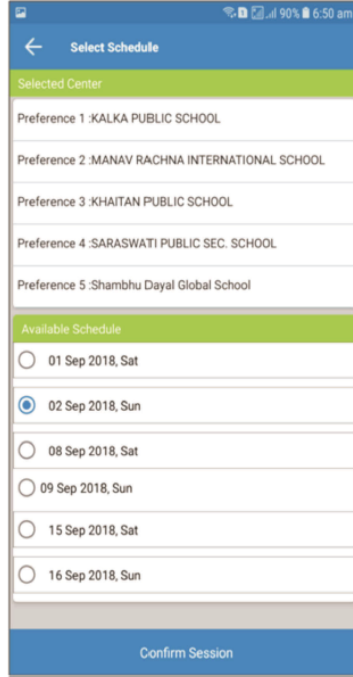 90% 6:50 am
Select Schedule
Selected Center
Preference 1 :KALKA PUBLIC SCHOOL
Preference 2 :MANAV RACHNA INTERNATIONAL SCHOOL
Preference 3 :KHAITAN PUBLIC SCHOOL
Preference 4 :SARASWATI PUBLIC SEC. SCHOOL
Preference 5 :Shambhu Dayal Global School
Available Schedule
01 Sep 2018, Sat
02 Sep 2018, Sun
08 Sep 2018, Sat
09 Sep 2018, Sun
15 Sep 2018, Sat
16 Sep 2018, Sun
Confirm Session